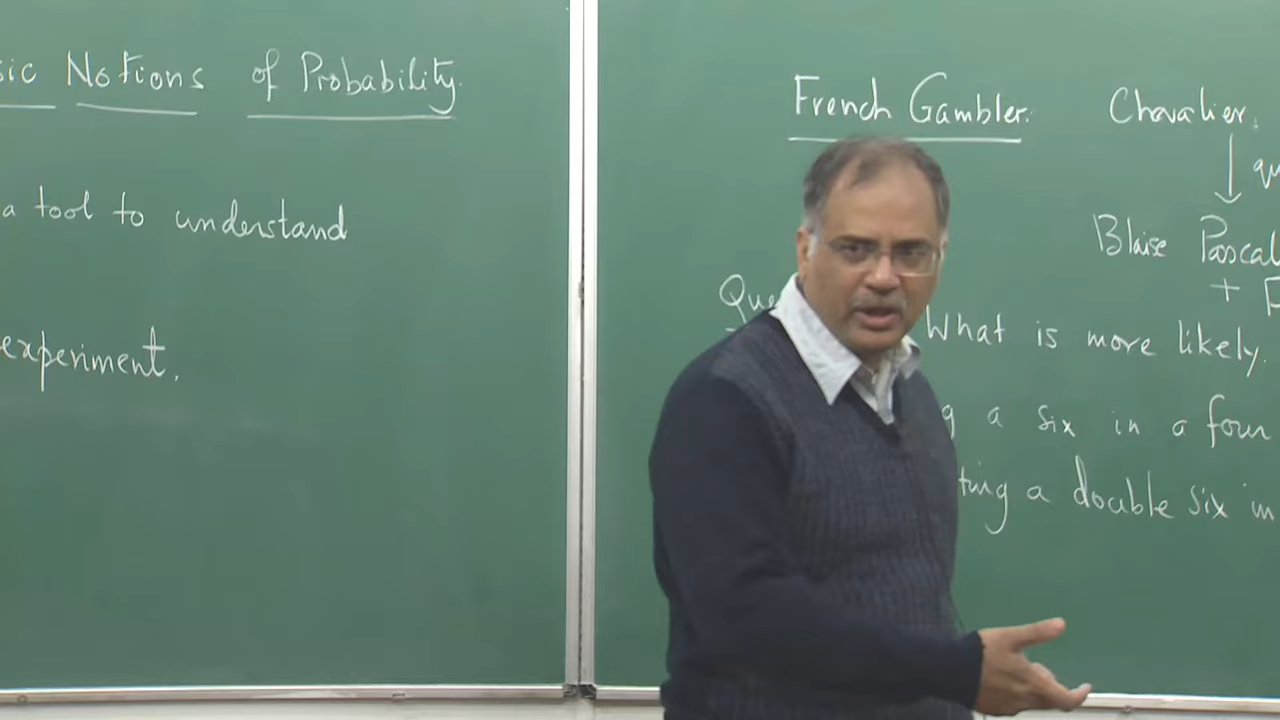 sic Notions of Probability.
a tool to understand
experiment.
French Gambler. Chavalier.
qu
Blaise Pascal
+ F
Que What is more likely.
g a six in a four
ting a double six in